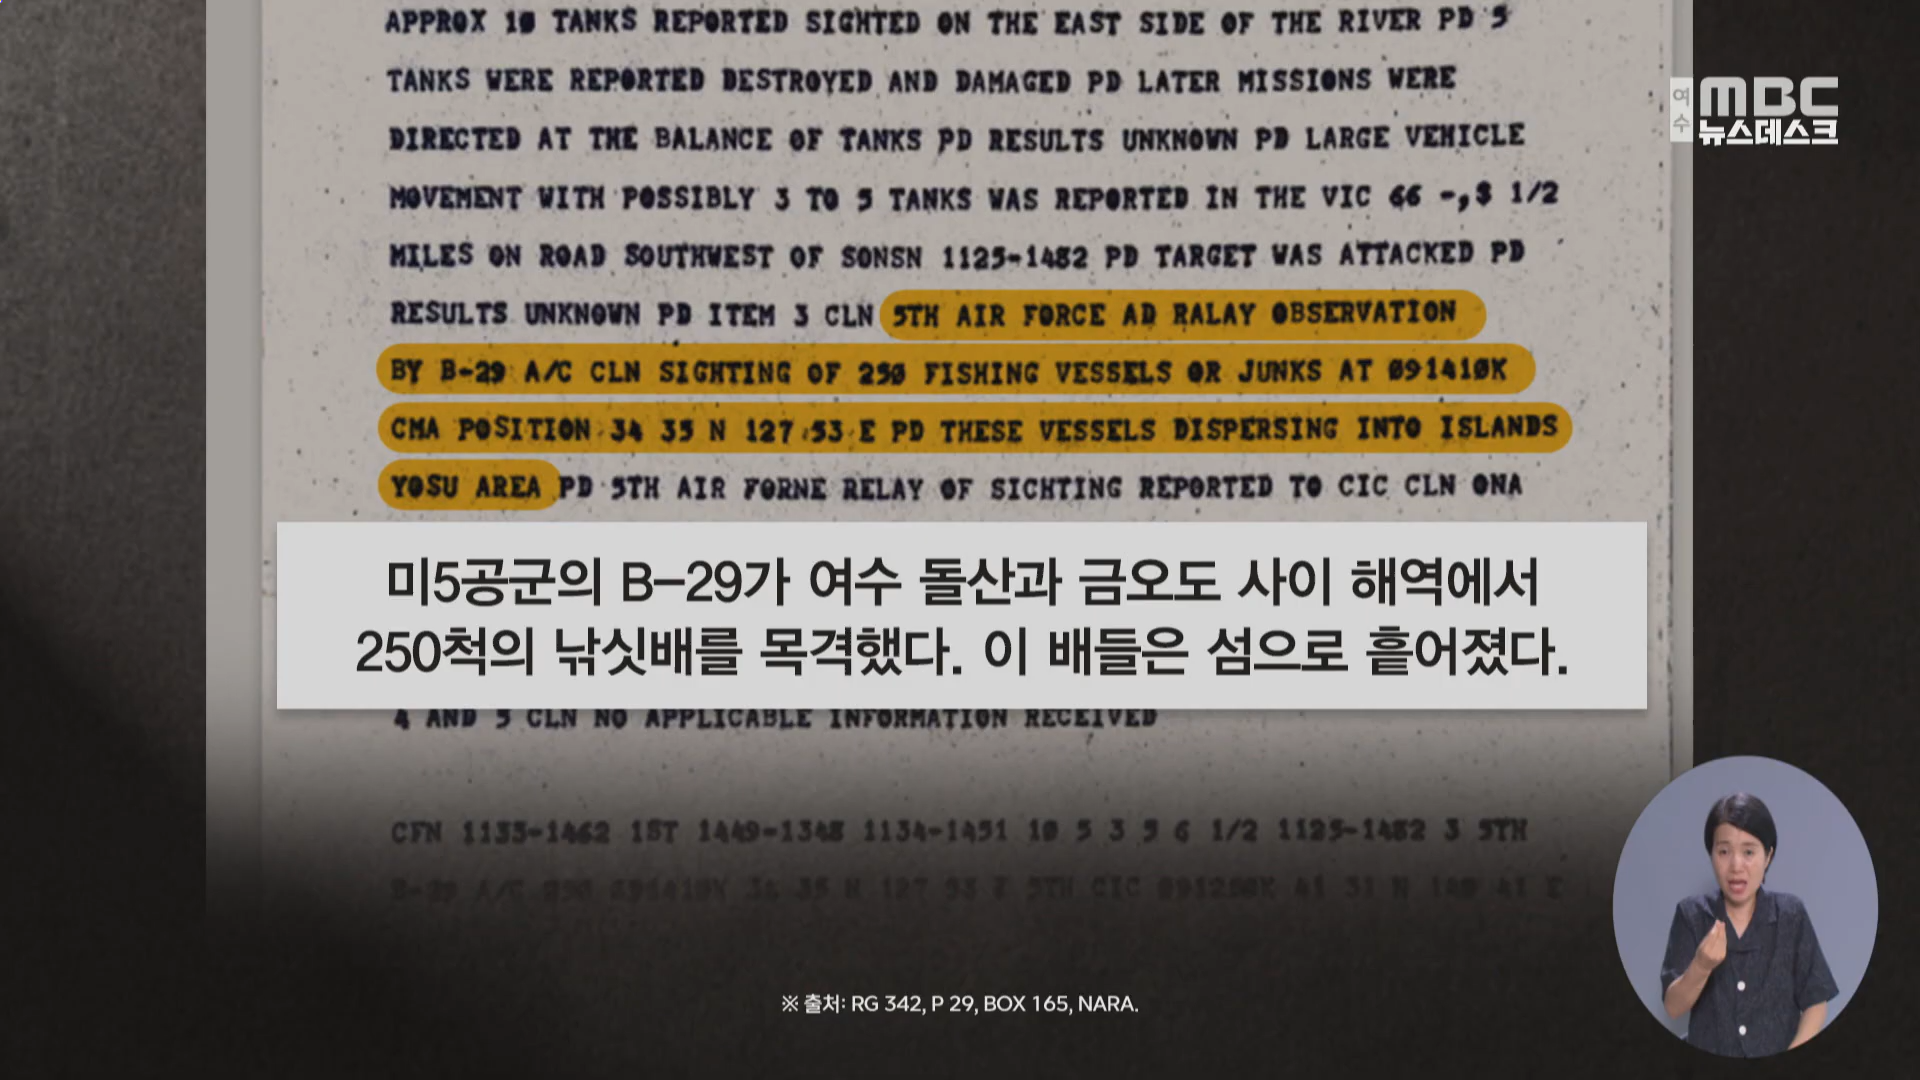 APPROX 10 TANKS REPORTED SIGHTED ON THE EAST SIDE OF THE RIVER PD 5
TANKS WERE REPORTED DESTROYED AND DAMAGED PD LATER MISSIONS WERE
DIRECTED AT THE BALANCE OF TANKS PD RESULTS UNKNOWN PD LARGE VEHICLE
MOVEMENT WITH POSSIBLY 3 TO 5 TANKS WAS REPORTED IN THE VIC 66 -,$ 1/2
MILES ON ROAD SOUTHWEST OF SONSN 1125-1482 PD TARGET WAS ATTACKED PD
RESULTS UNKNOWN PD ITEM 3 CLN 5TH AIR FORCE AD RALAY OBSERVATION
BY B-29 A/C CLN SIGHTING OF 250 FISHING VESSELS OR JUNKS AT 091410K
CMA POSITION 34 35 N 127 53 E PD THESE VESSELS DISPERSING INTO ISLANDS
YOSU AREA PD 5TH AIR FORNE RELAY OF SICHTING REPORTED TO CIC CLN ONA
미5공군의 B-29가 여수 돌산과 금오도 사이 해역에서
250척의 낚싯배를 목격했다. 이 배들은 섬으로 흩어졌다.
4 AND 5 CLN NO APPLICABLE INFORMATION RECEIVED
CFN 1135-1462 1ST 1449-1348 1134-1451 10 5 3 5 6 1/2 1125-1482 3 5TH
B-29 A/C 250 091410K 34 35 N 127 53 E 5TH CIC
※ 출처: RG 342, P 29, BOX 165, NARA.
여수
MBC
뉴스데스크